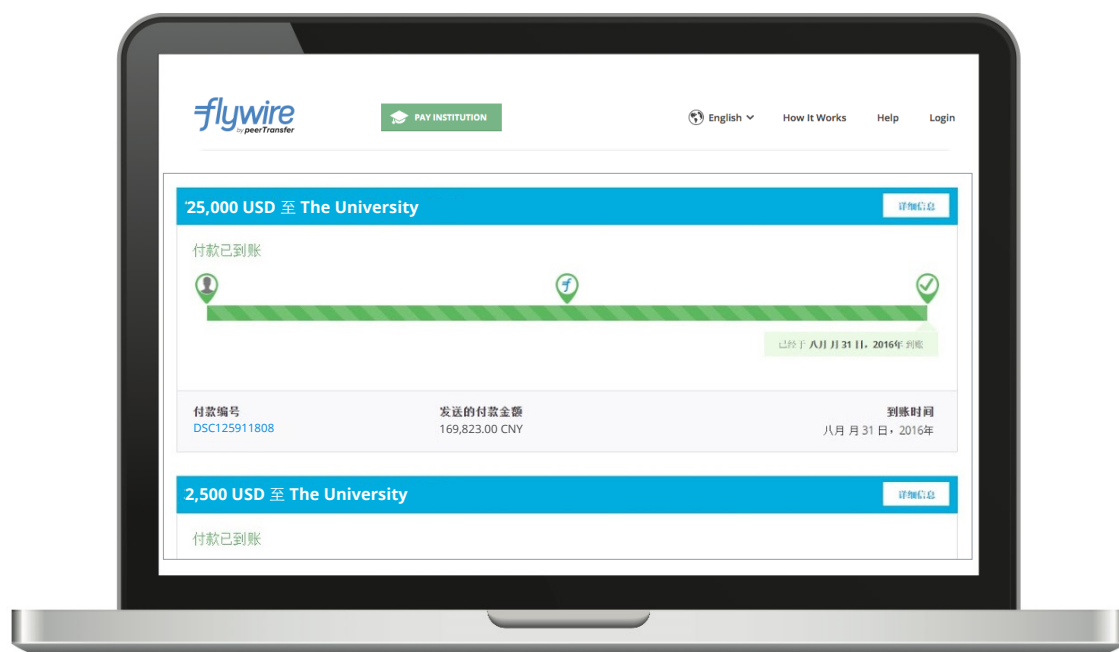 flywire
by peerTransfer
PAY INSTITUTION
English
How It Works
Help
Login
25,000 USD 至 The University
详细信息
付款已到账
已经于 八月 月 31 日，2016年 到账
付款编号
发送的付款金额
到账时间
DSC125911808
169,823.00 CNY
八月 月 31 日，2016年
2,500 USD 至 The University
详细信息
付款已到账